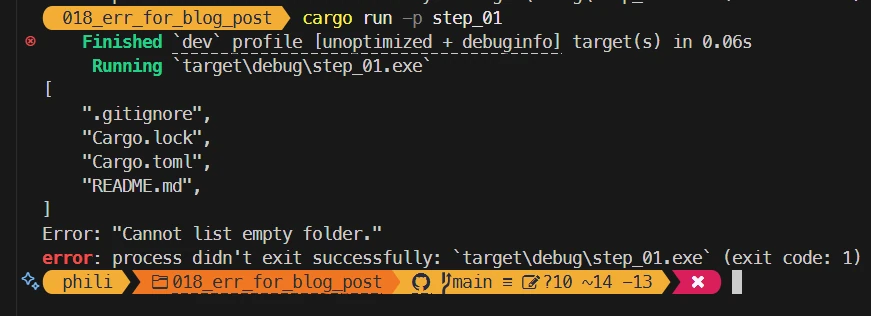 018_err_for_blog_post cargo run -p step_01
Finished `dev` profile [unoptimized + debuginfo] target(s) in 0.06s
Running `target\debug\step_01.exe`
[
".gitignore",
"Cargo.lock",
"Cargo.toml",
"README.md",
]
Error: "Cannot list empty folder."
error: process didn't exit successfully: `target\debug\step_01.exe` (exit code: 1)
phili 018_err_for_blog_post main ≡ ?10 ~14 -13